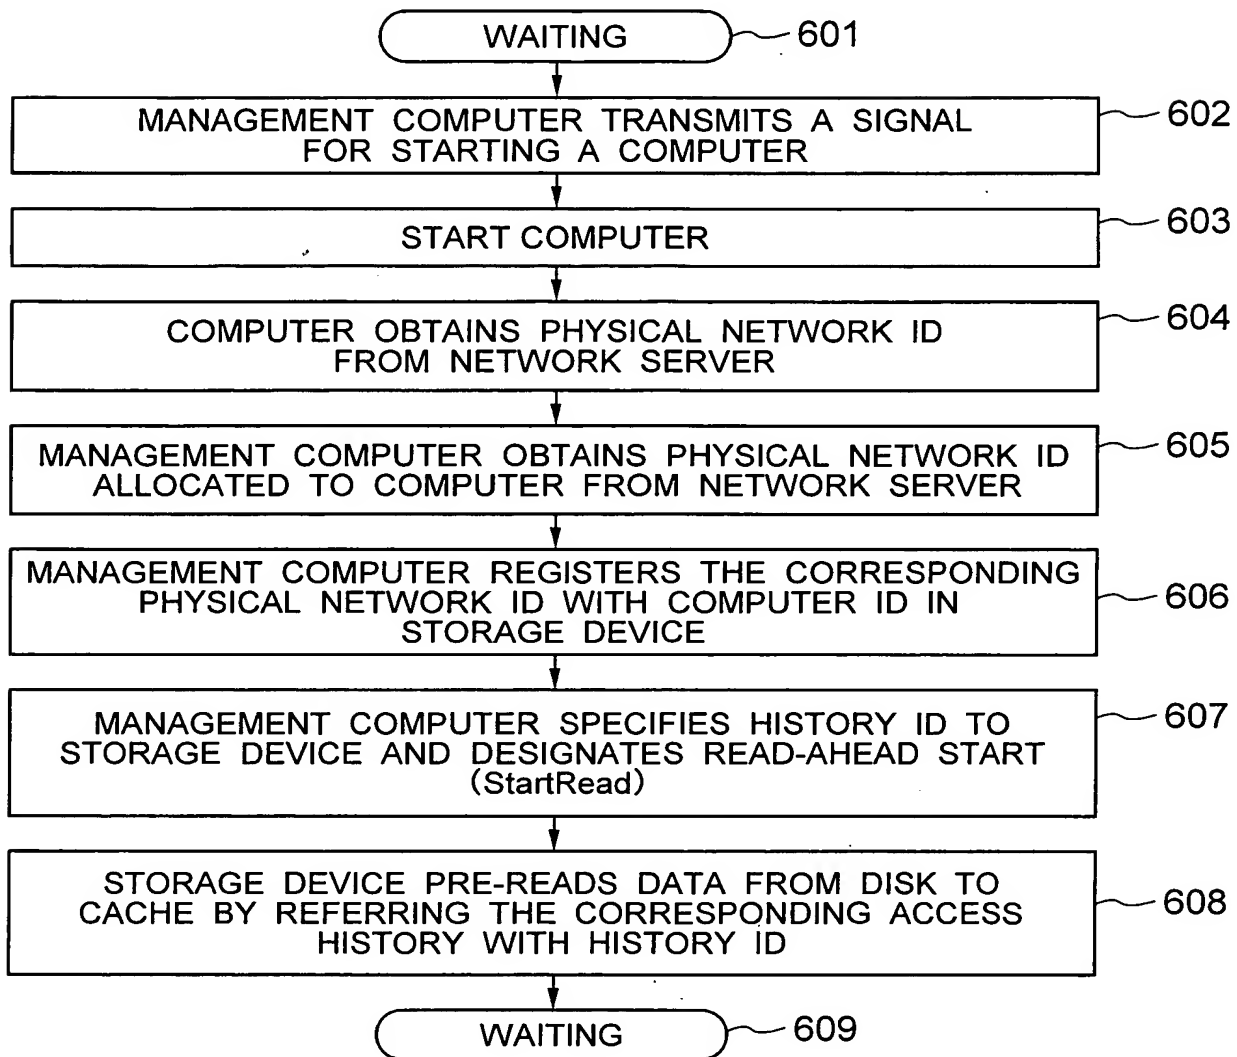 WAITING 601
MANAGEMENT COMPUTER TRANSMITS A SIGNAL 602
FOR STARTING A COMPUTER
START COMPUTER 603
COMPUTER OBTAINS PHYSICAL NETWORK ID 604
FROM NETWORK SERVER
MANAGEMENT COMPUTER OBTAINS PHYSICAL NETWORK ID 605
ALLOCATED TO COMPUTER FROM NETWORK SERVER
MANAGEMENT COMPUTER REGISTERS THE CORRESPONDING
PHYSICAL NETWORK ID WITH COMPUTER ID IN 606
STORAGE DEVICE
MANAGEMENT COMPUTER SPECIFIES HISTORY ID TO 607
STORAGE DEVICE AND DESIGNATES READ-AHEAD START
(StartRead)
STORAGE DEVICE PRE-READS DATA FROM DISK TO
CACHE BY REFERRING THE CORRESPONDING ACCESS 608
HISTORY WITH HISTORY ID
WAITING 609